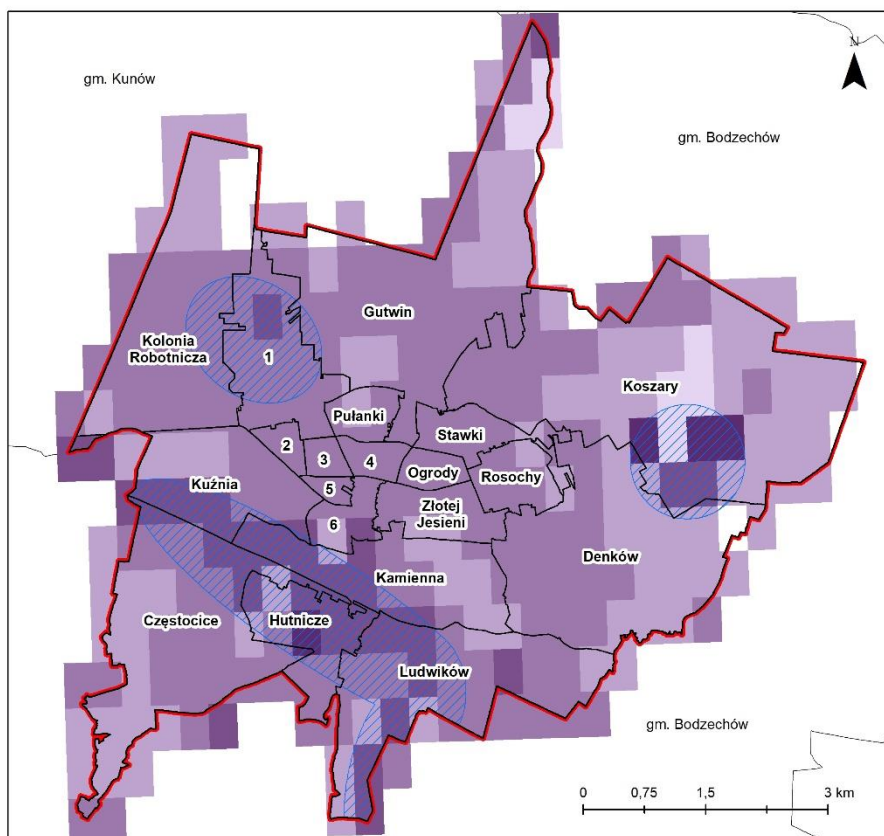 N
gm. Kunów
gm. Bodzechów
Gutwin
Kolonia
Robotnicza
1
Koszary
Pułanki
Stawki
2
3
4
Ogrody
Rosochy
Kuźnia
5
Złotej
Jesieni
6
Denków
Kamienna
Częstocice
Hutnicze
Ludwików
gm. Bodzechów
0 0,75 1,5 3 km